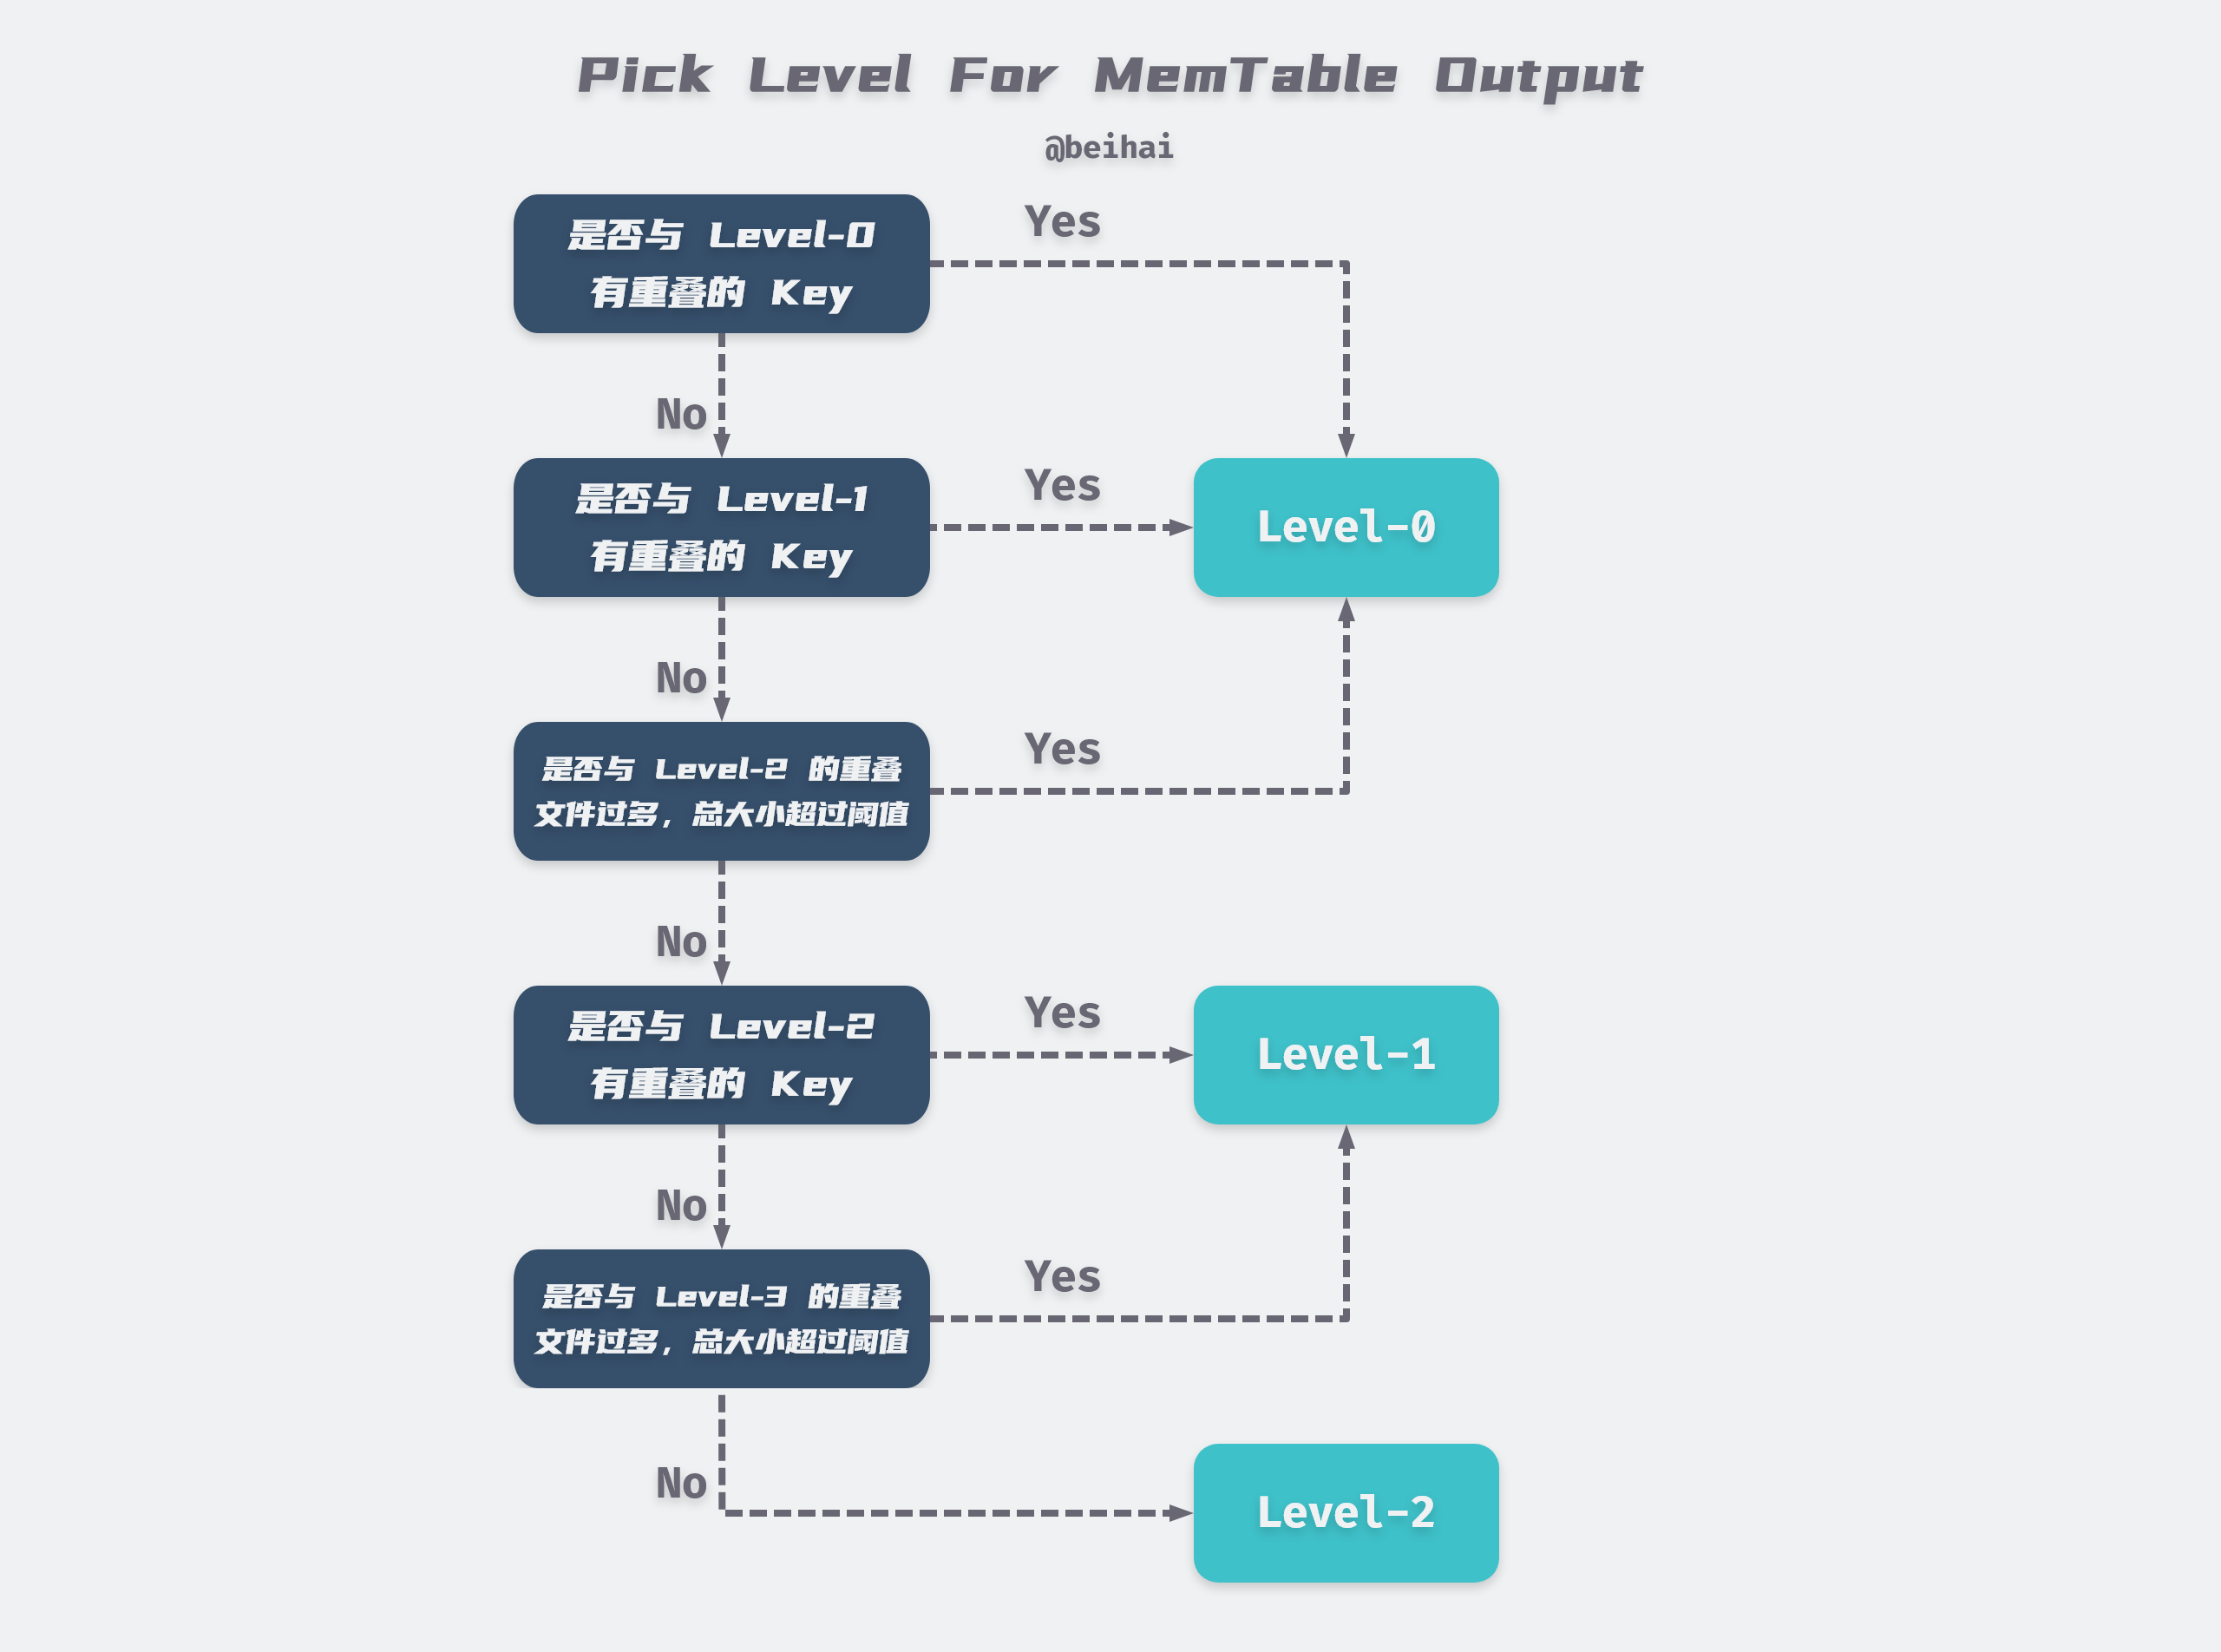 Pick Level For MemTable Output
@beihai
是否与 Level-0
有重叠的 Key
Yes
No
是否与 Level-1
有重叠的 Key
Yes
Level-0
No
是否与 Level-2 的重叠
文件过多，总大小超过阈值
Yes
No
是否与 Level-2
有重叠的 Key
Yes
Level-1
No
是否与 Level-3 的重叠
文件过多，总大小超过阈值
Yes
No
Level-2